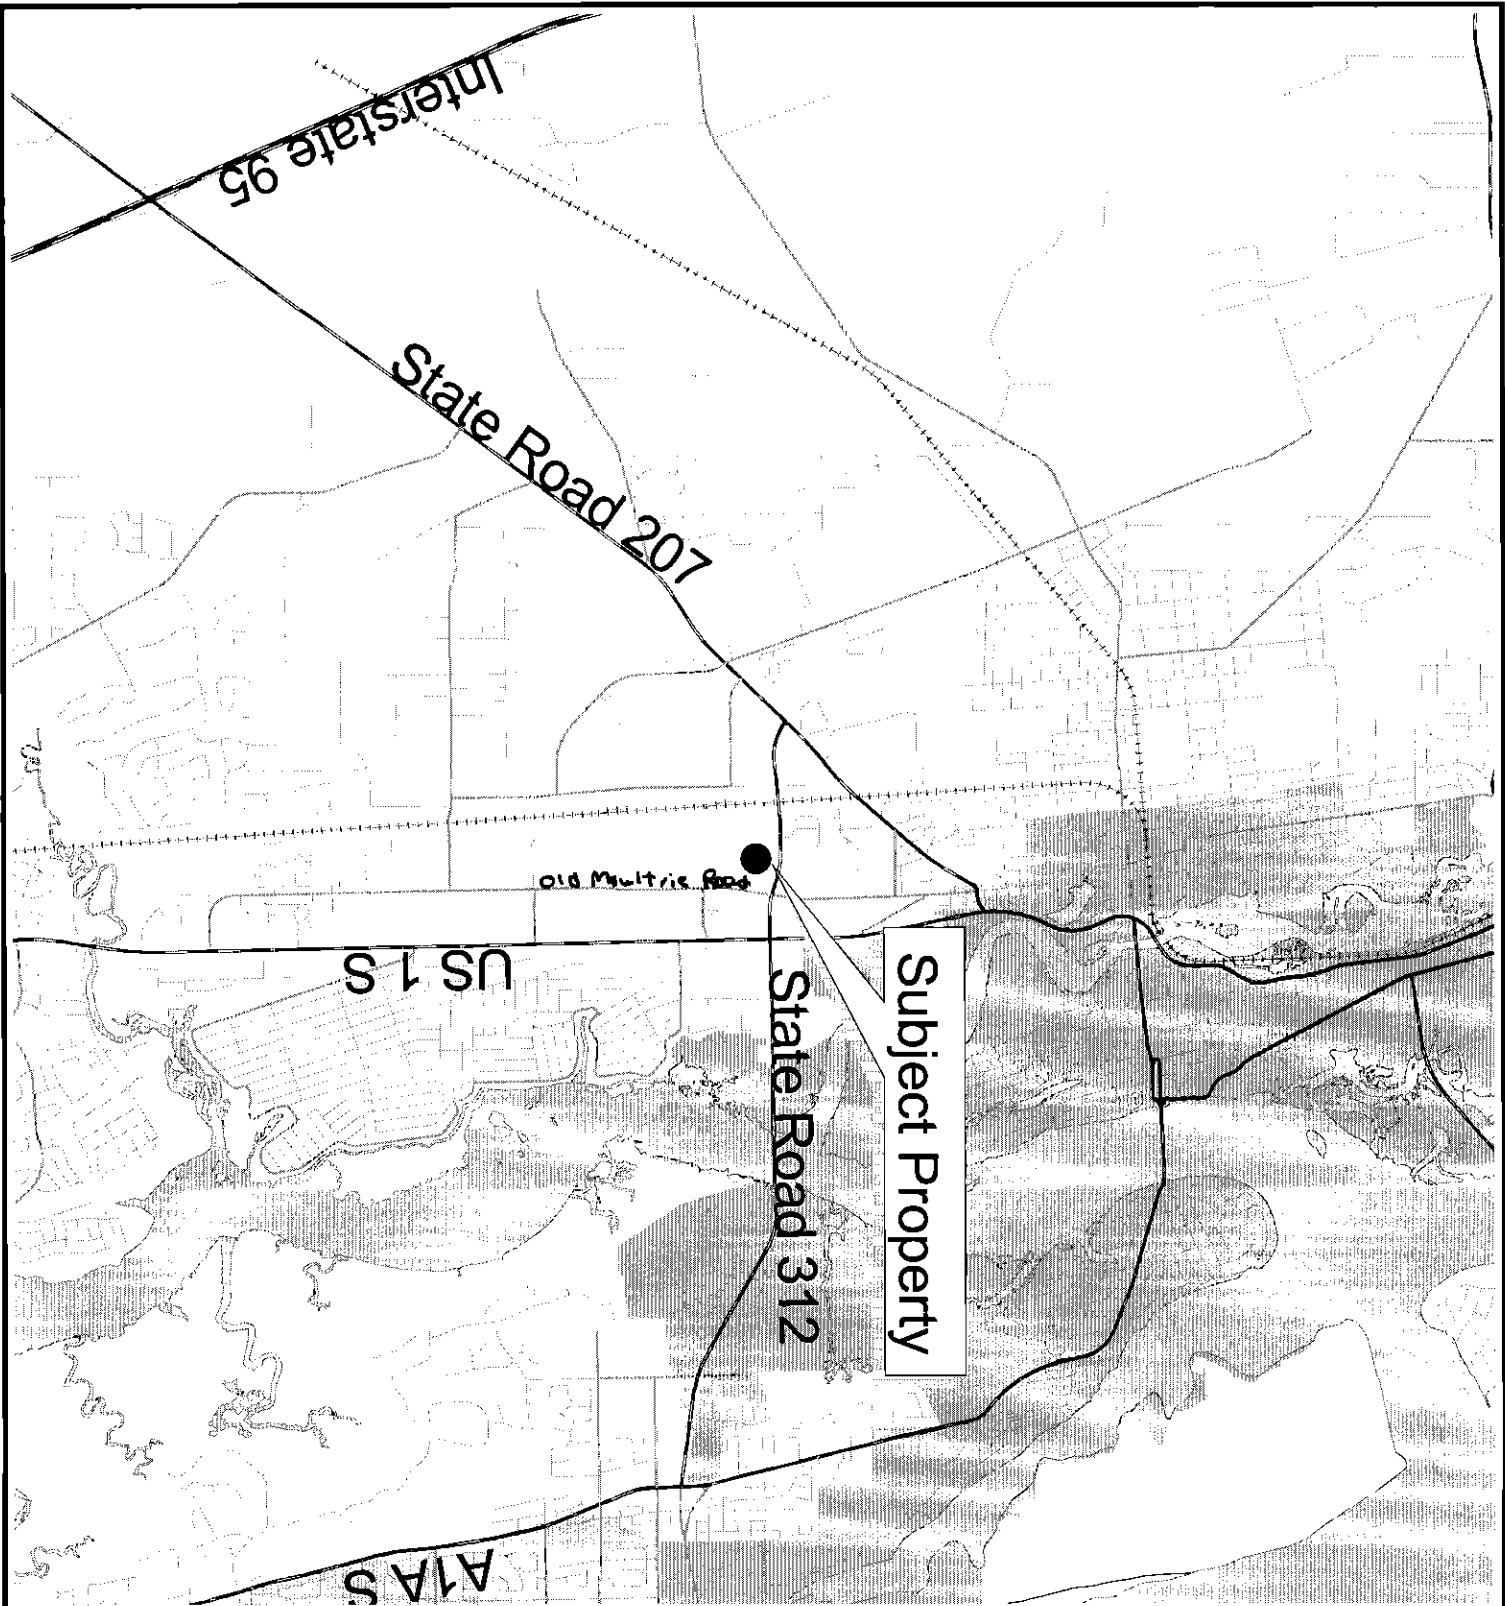 Interstate 95
State Road 207
Old Moultrie Road
US 1 S
Subject Property
State Road 312
A1A S